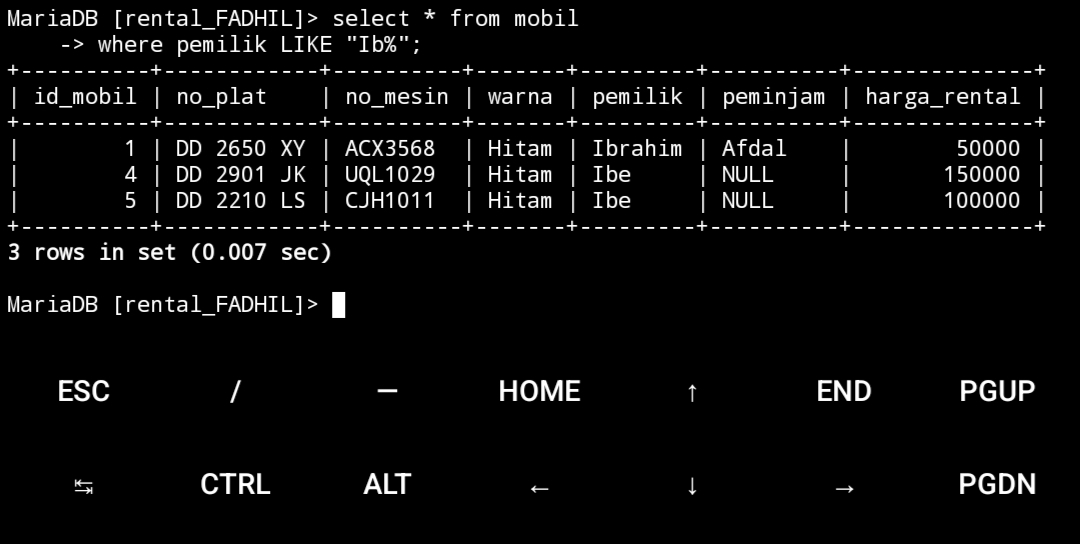 MariaDB [rental_FADHIL]> select * from mobil
    -> where pemilik LIKE "Ib%";
+----------+------------+----------+-------+---------+----------+--------------+
| id_mobil | no_plat    | no_mesin | warna | pemilik | peminjam | harga_rental |
+----------+------------+----------+-------+---------+----------+--------------+
|        1 | DD 2650 XY | ACX3568  | Hitam | Ibrahim | Afdal    |        50000 |
|        4 | DD 2901 JK | UQL1029  | Hitam | Ibe     | NULL     |       150000 |
|        5 | DD 2210 LS | CJH1011  | Hitam | Ibe     | NULL     |       100000 |
+----------+------------+----------+-------+---------+----------+--------------+
3 rows in set (0.007 sec)
MariaDB [rental_FADHIL]>
ESC / — HOME ↑ END PGUP
↹ CTRL ALT ← ↓ → PGDN